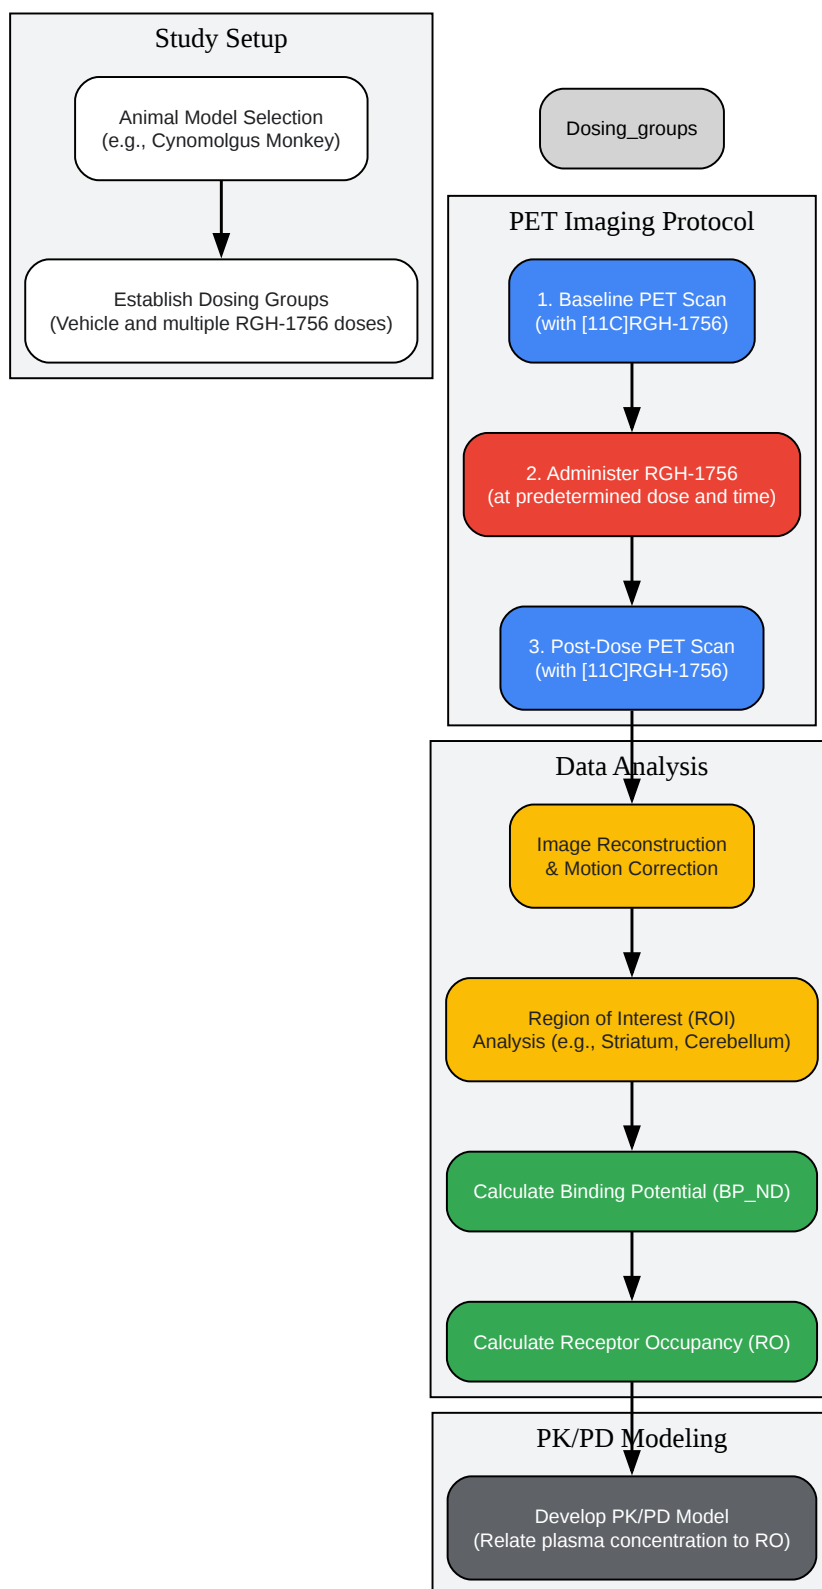 Study Setup
Animal Model Selection
(e.g., Cynomolgus Monkey)
Establish Dosing Groups
(Vehicle and multiple RGH-1756 doses)
Dosing_groups
PET Imaging Protocol
1. Baseline PET Scan
(with [11C]RGH-1756)
2. Administer RGH-1756
(at predetermined dose and time)
3. Post-Dose PET Scan
(with [11C]RGH-1756)
Data Analysis
Image Reconstruction
& Motion Correction
Region of Interest (ROI)
Analysis (e.g., Striatum, Cerebellum)
Calculate Binding Potential (BP_ND)
Calculate Receptor Occupancy (RO)
PK/PD Modeling
Develop PK/PD Model
(Relate plasma concentration to RO)